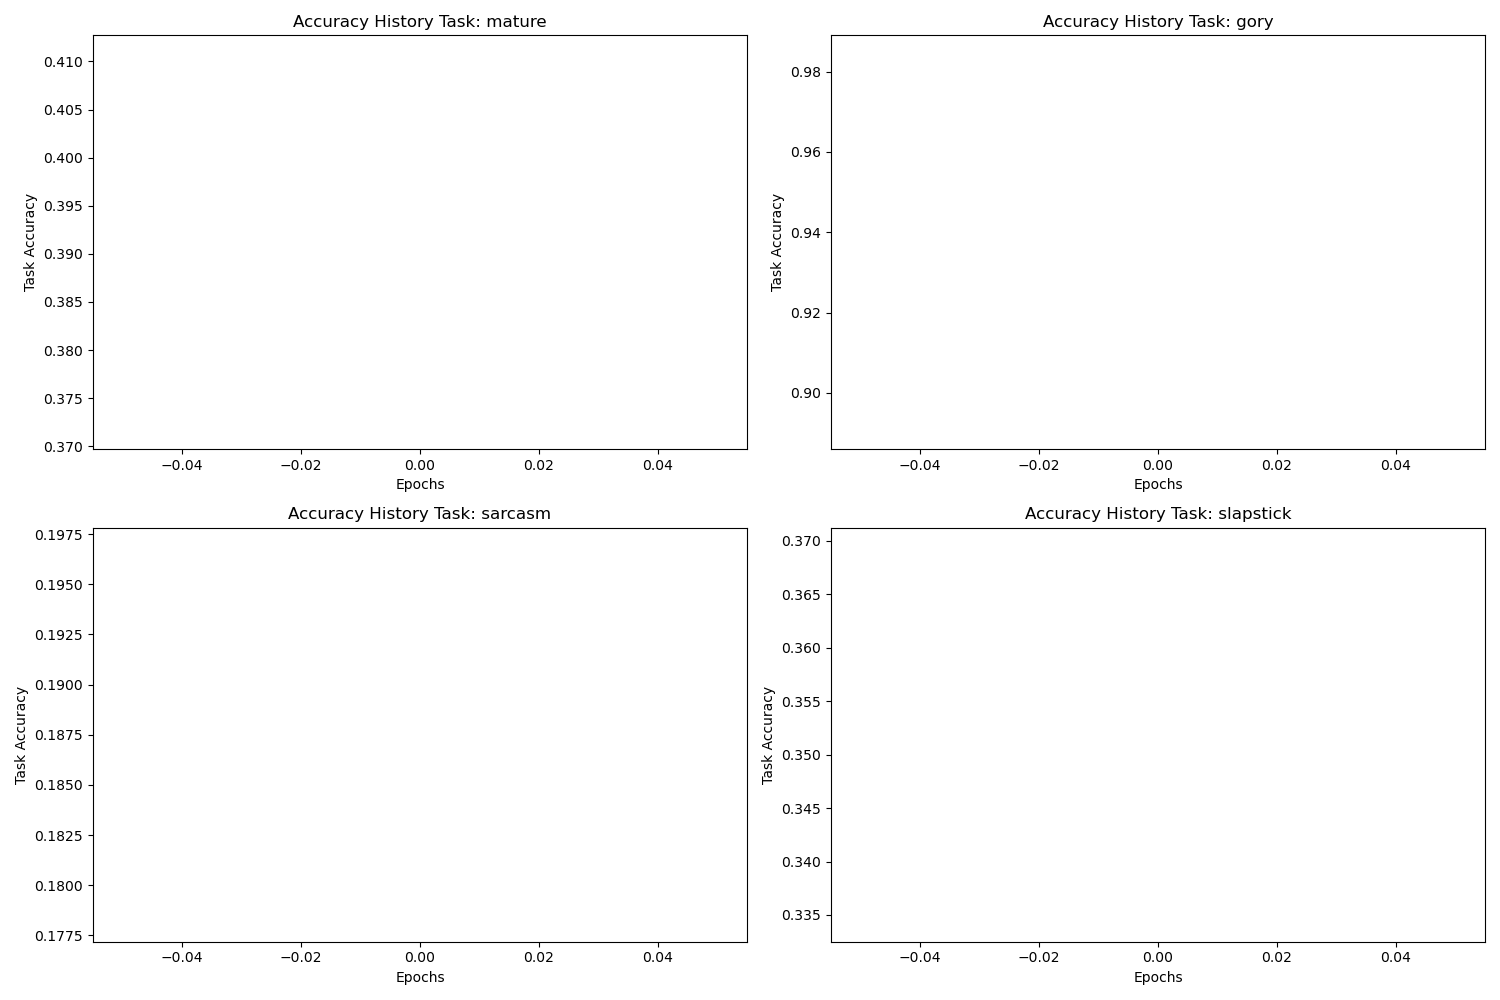 Accuracy History Task: mature
0.410
0.405
0.400
0.395
0.390
0.385
0.380
0.375
0.370
Task Accuracy
−0.04 −0.02 0.00 0.02 0.04
Epochs
Accuracy History Task: gory
0.98
0.96
0.94
0.92
0.90
Task Accuracy
−0.04 −0.02 0.00 0.02 0.04
Epochs
Accuracy History Task: sarcasm
0.1975
0.1950
0.1925
0.1900
0.1875
0.1850
0.1825
0.1800
0.1775
Task Accuracy
−0.04 −0.02 0.00 0.02 0.04
Epochs
Accuracy History Task: slapstick
0.370
0.365
0.360
0.355
0.350
0.345
0.340
0.335
Task Accuracy
−0.04 −0.02 0.00 0.02 0.04
Epochs